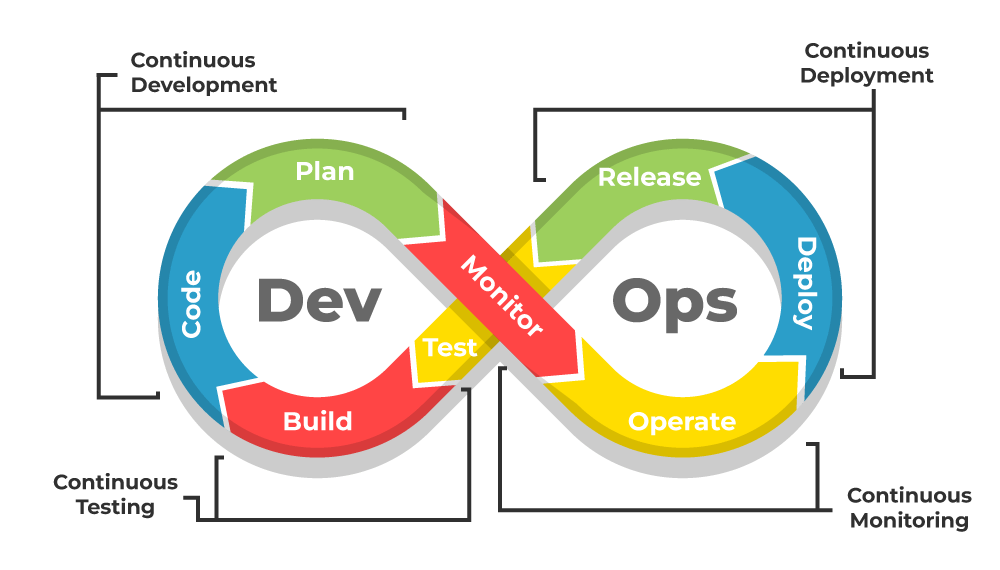 Continuous
Development
Continuous
Deployment
Plan
Release
Code
Dev
Monitor
Ops
Deploy
Test
Build
Operate
Continuous
Testing
Continuous
Monitoring